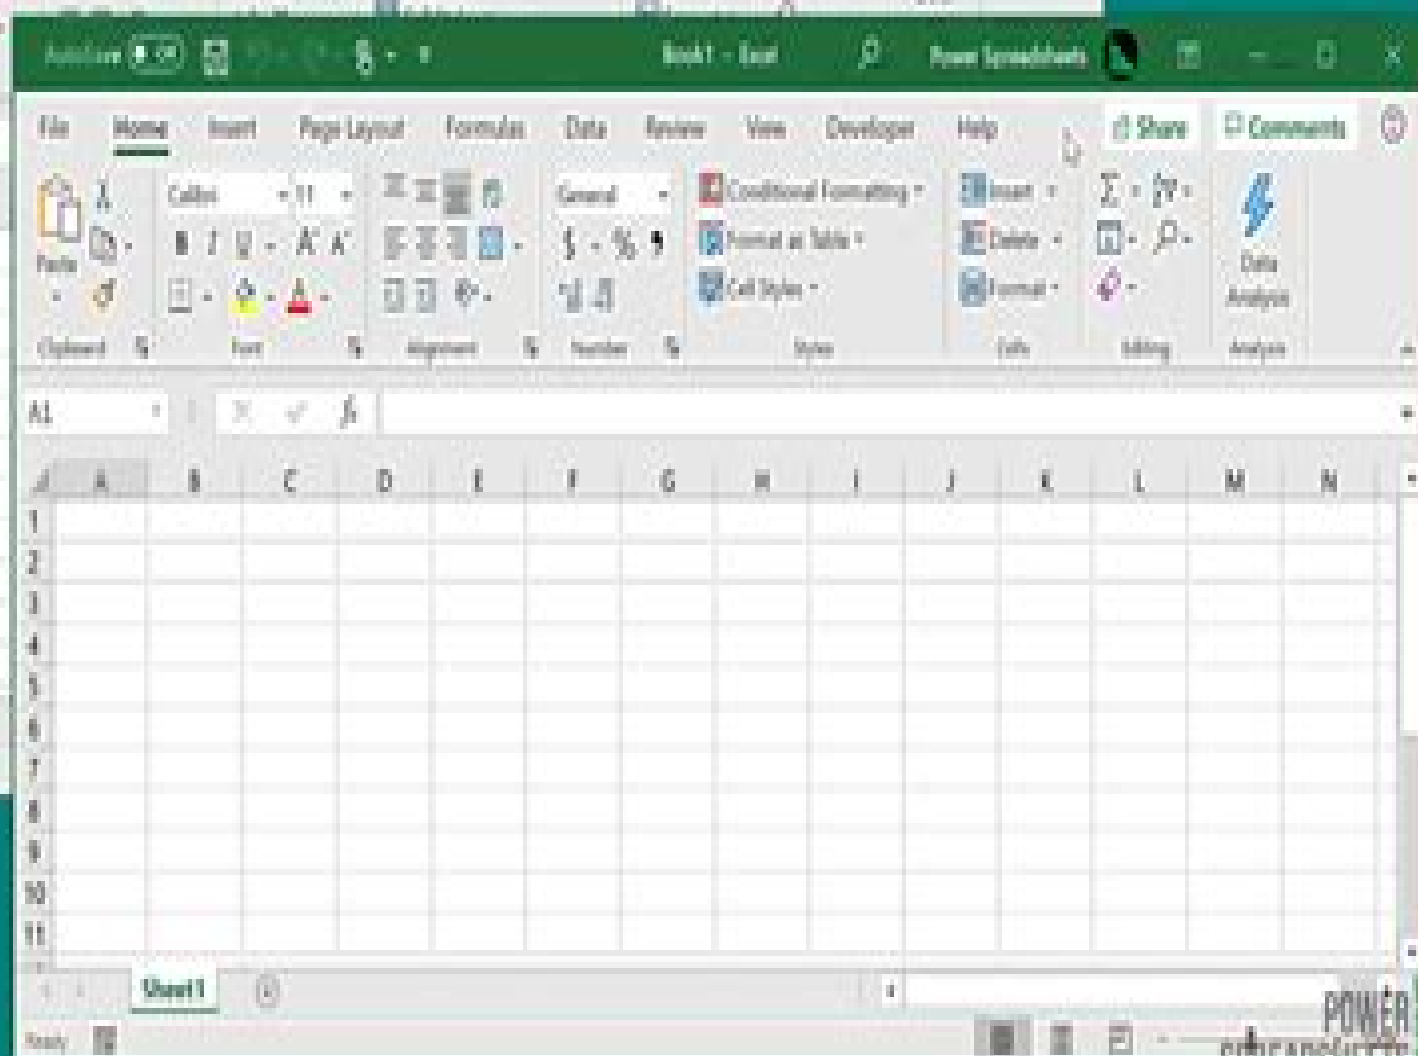 AutoSave Off Book1 - Excel Power Spreadsheets
File Home Insert Page Layout Formulas Data Review View Developer Help Share Comments
Calibri 11 General Conditional Formatting Insert
B I U A A $ % Format as Table Delete
Paste Cell Styles Format Data Analysis
Clipboard Font Alignment Number Styles Cells Editing Analysis
A1 fx
A B C D E F G H I J K L M N
1
2
3
4
5
6
7
8
9
10
11
Sheet1
Ready
POWER